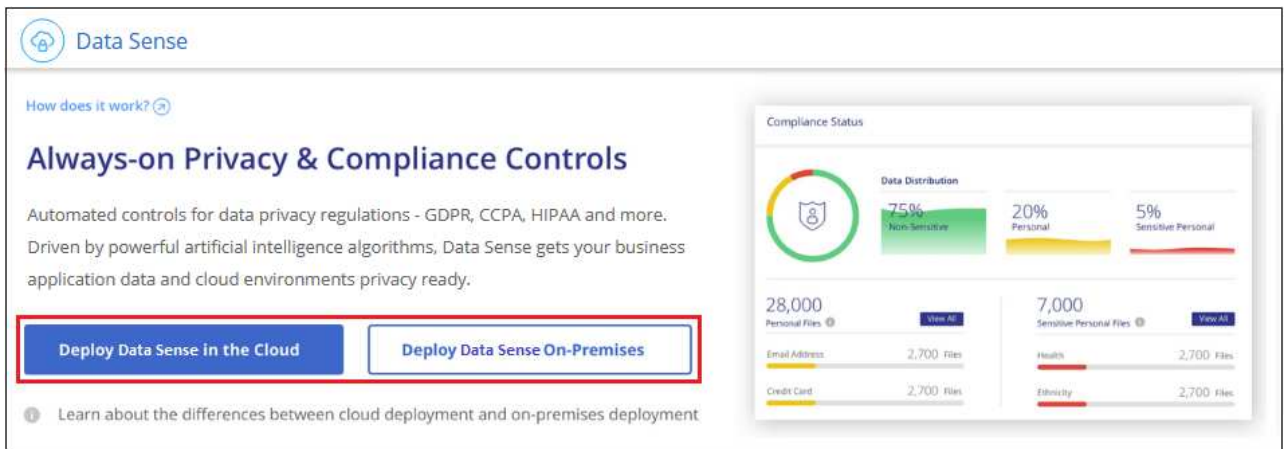 Data Sense
How does it work?
Always-on Privacy & Compliance Controls
Automated controls for data privacy regulations - GDPR, CCPA, HIPAA and more.
Driven by powerful artificial intelligence algorithms, Data Sense gets your business
application data and cloud environments privacy ready.
Deploy Data Sense in the Cloud
Deploy Data Sense On-Premises
Learn about the differences between cloud deployment and on-premises deployment
Compliance Status
Data Distribution
75%
Non-Sensitive
20%
Personal
5%
Sensitive Personal
28,000
Personal Files
View All
Email Address 2,700 Files
Credit Card 2,700 Files
7,000
Sensitive Personal Files
View All
Health 2,700 Files
Ethnicity 2,700 Files